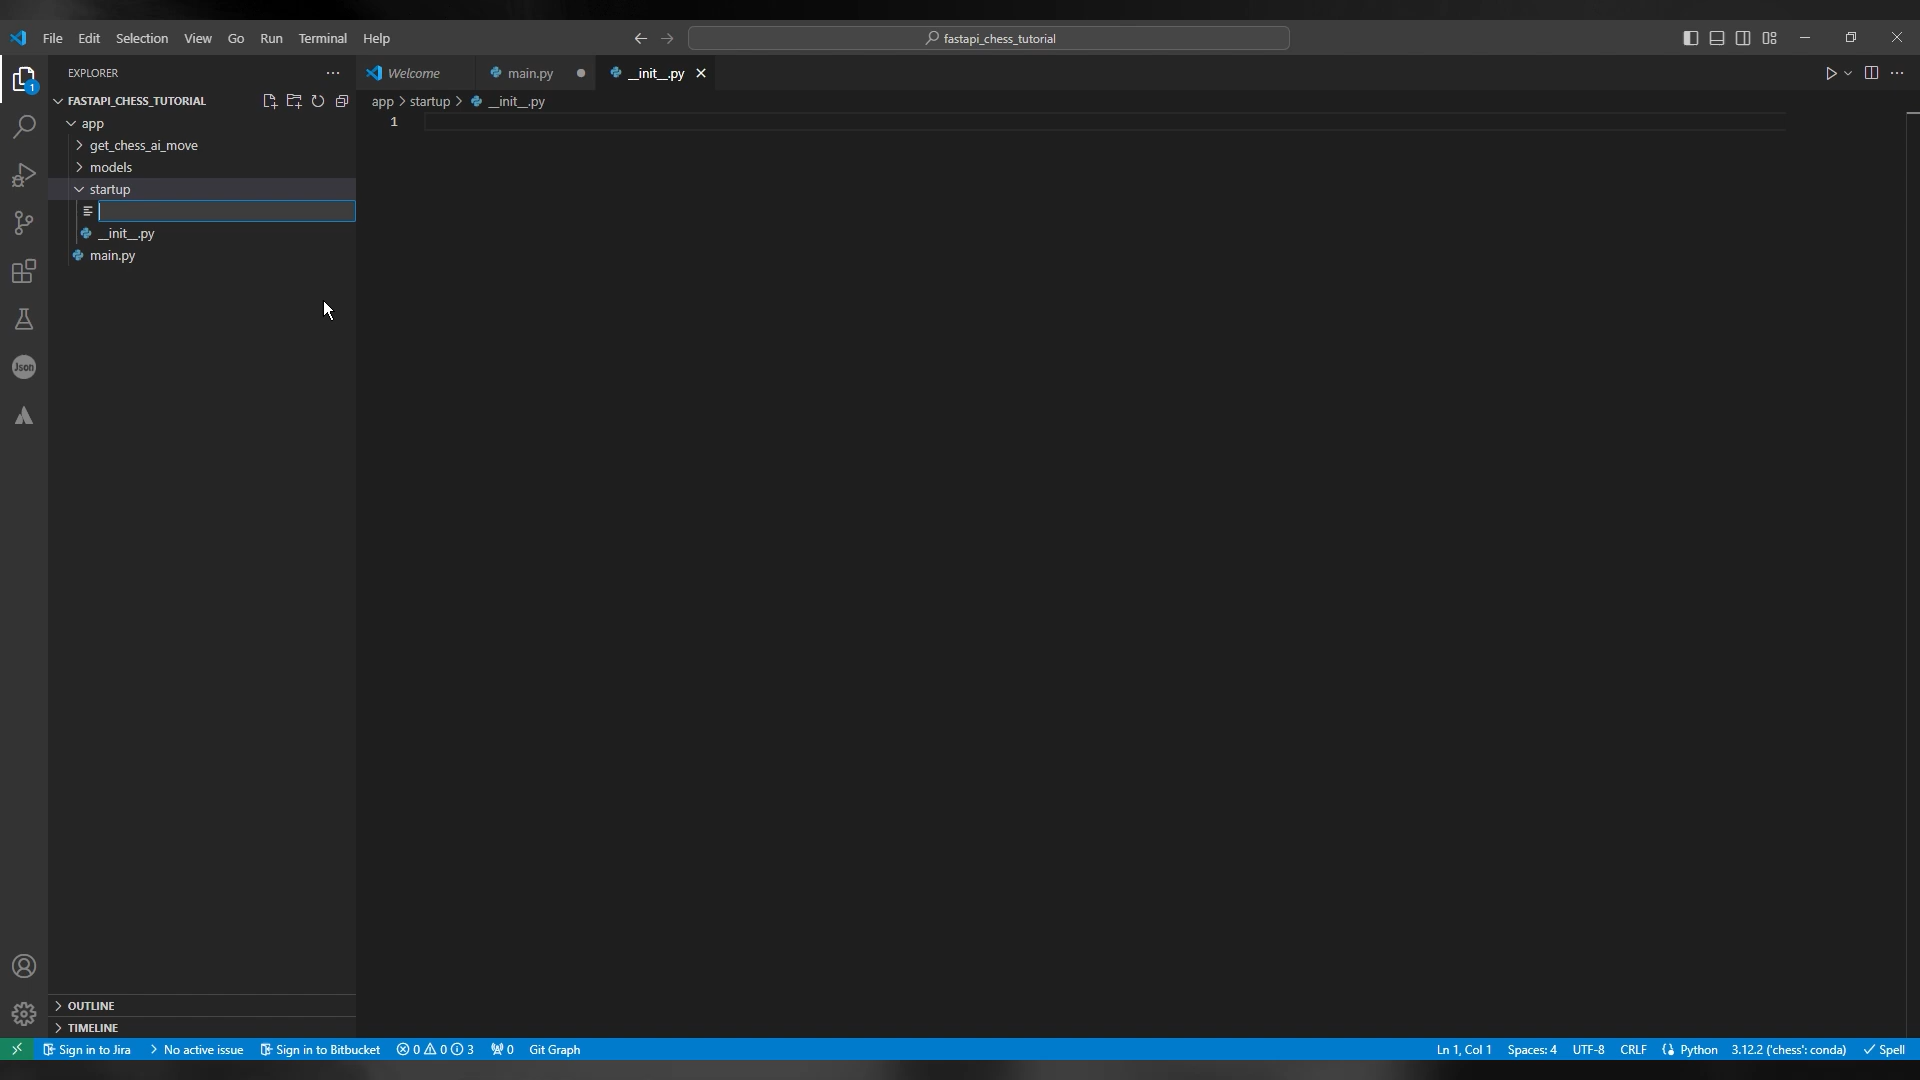 File Edit Selection View Go Run Terminal Help
fastapi_chess_tutorial
EXPLORER
Welcome
main.py
__init__.py
FASTAPI_CHESS_TUTORIAL
app > startup > __init__.py
1
app
get_chess_ai_move
models
startup
__init__.py
main.py
1
Json
OUTLINE
TIMELINE
Sign in to Jira
No active issue
Sign in to Bitbucket
0 0 3
0
Git Graph
Ln 1, Col 1
Spaces: 4
UTF-8
CRLF
Python
3.12.2 ('chess': conda)
Spell